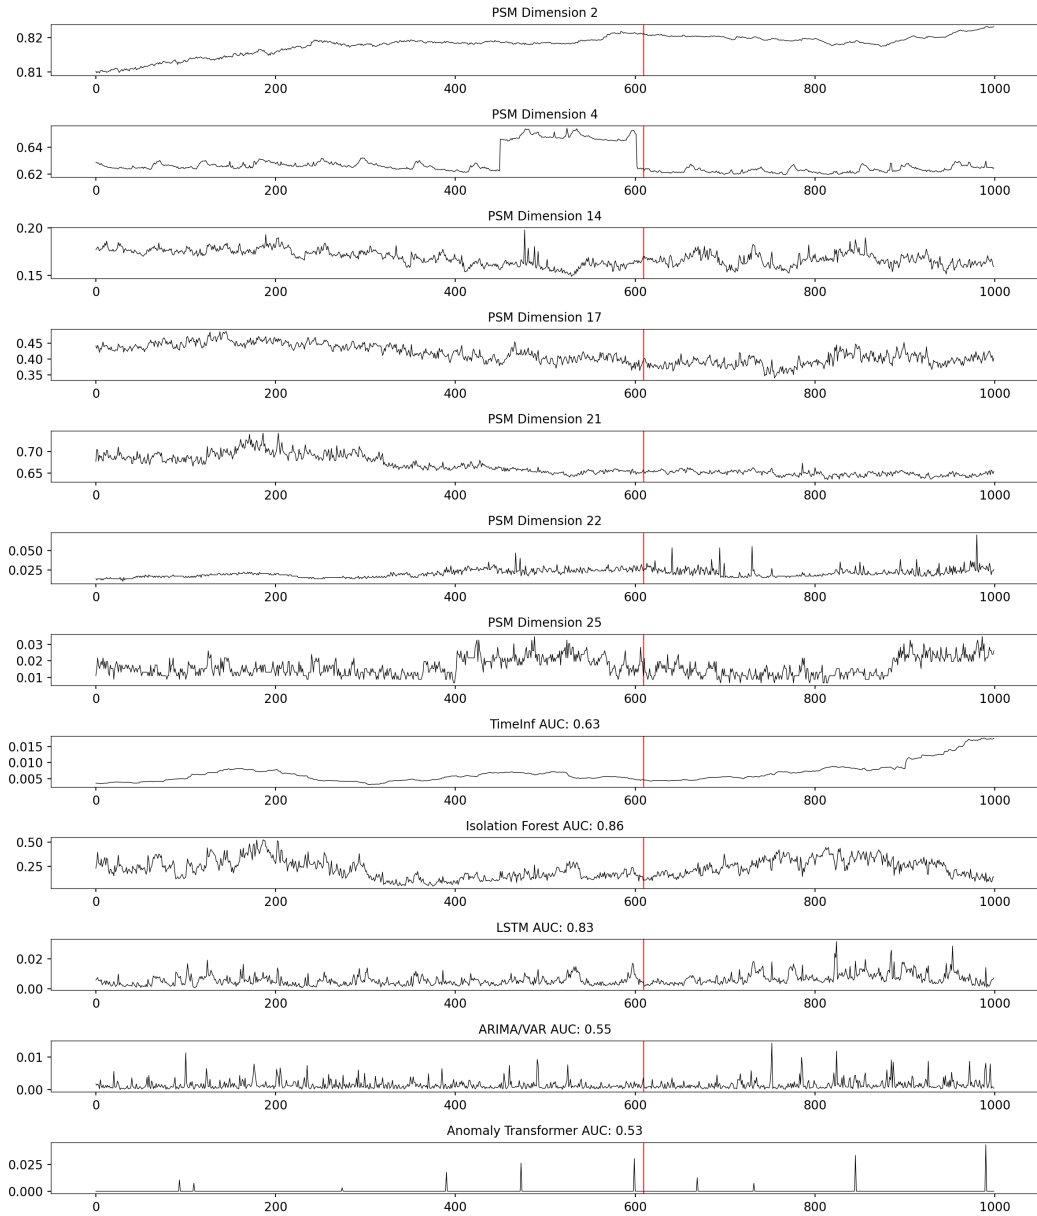 PSM Dimension 2
0.82
0.81
0 200 400 600 800 1000
PSM Dimension 4
0.64
0.62
0 200 400 600 800 1000
PSM Dimension 14
0.20
0.15
0 200 400 600 800 1000
PSM Dimension 17
0.45
0.40
0.35
0 200 400 600 800 1000
PSM Dimension 21
0.70
0.65
0 200 400 600 800 1000
PSM Dimension 22
0.050
0.025
0 200 400 600 800 1000
PSM Dimension 25
0.03
0.02
0.01
0 200 400 600 800 1000
TimeInf AUC: 0.63
0.015
0.010
0.005
0 200 400 600 800 1000
Isolation Forest AUC: 0.86
0.50
0.25
0 200 400 600 800 1000
LSTM AUC: 0.83
0.02
0.00
0 200 400 600 800 1000
ARIMA/VAR AUC: 0.55
0.01
0.00
0 200 400 600 800 1000
Anomaly Transformer AUC: 0.53
0.025
0.000
0 200 400 600 800 1000